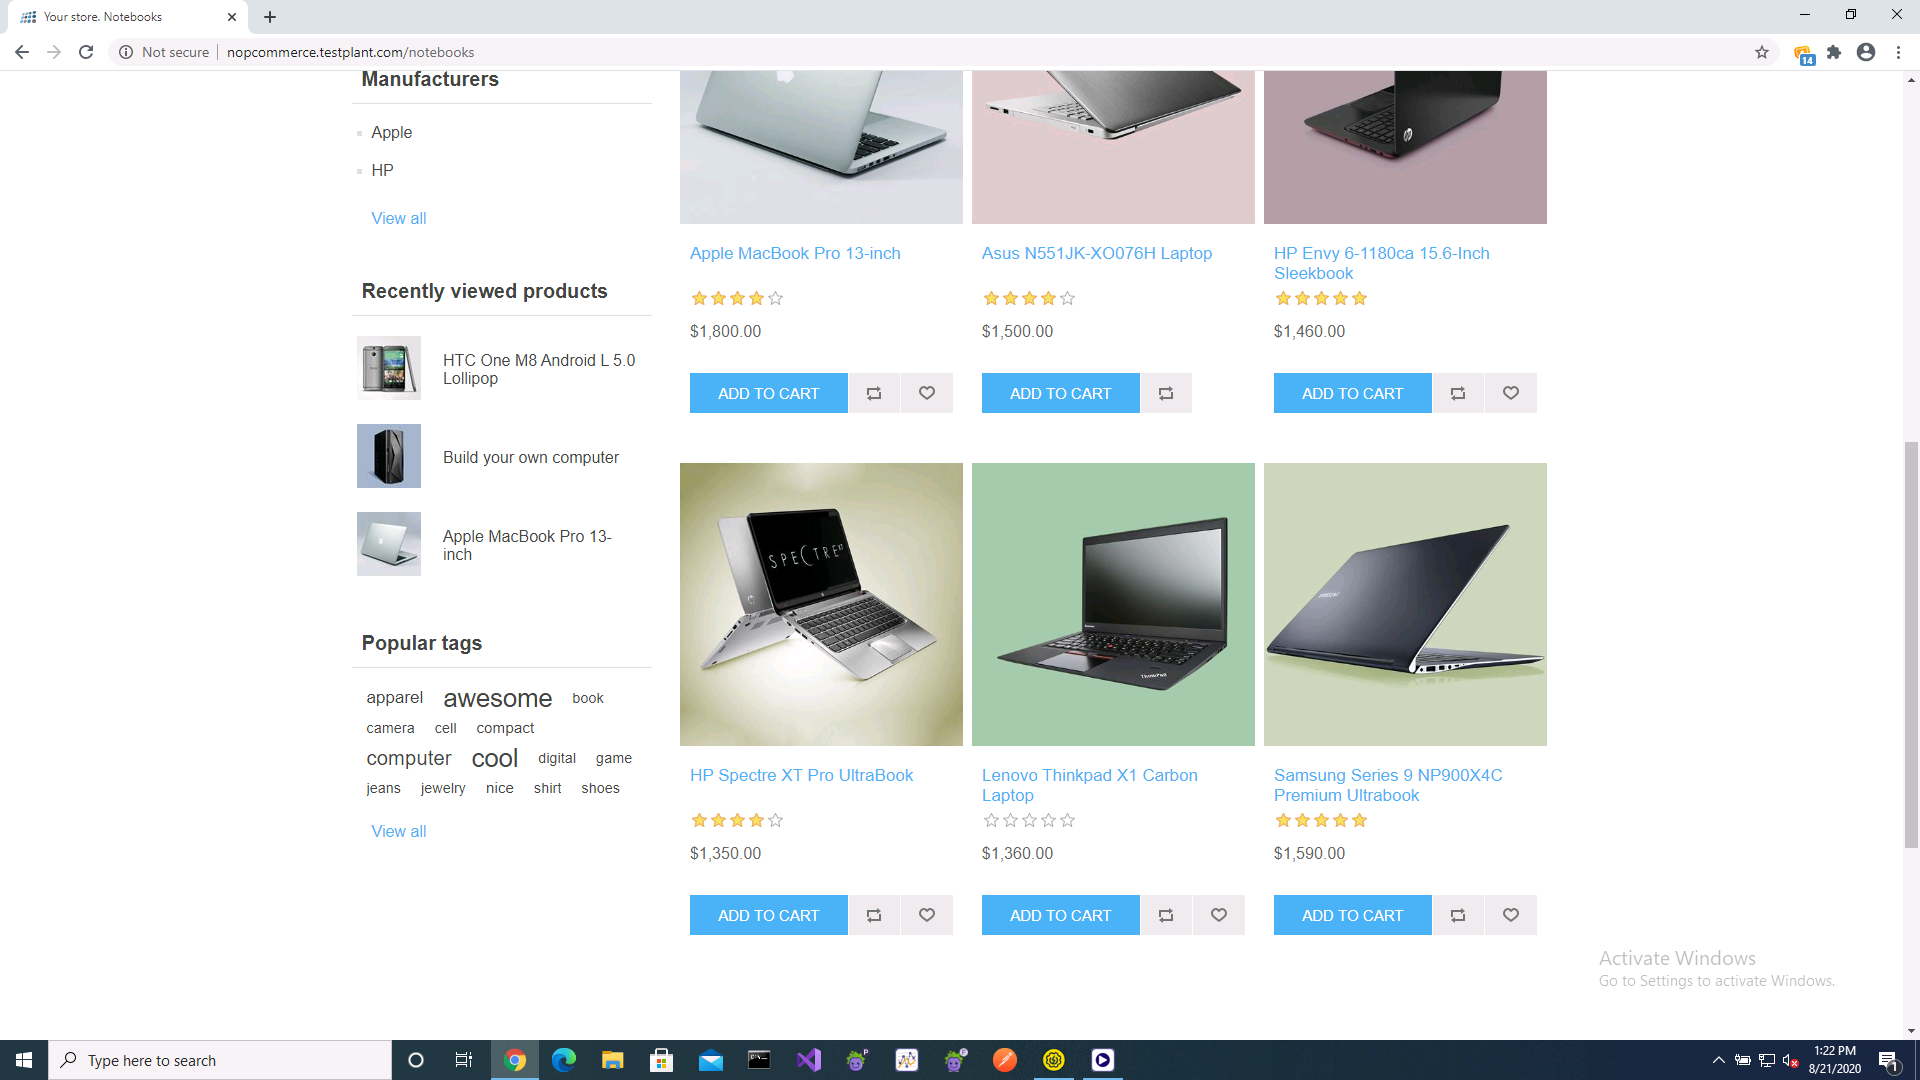 Your store. Notebooks
Not secure
nopcommerce.testplant.com/notebooks
14
Manufacturers
Apple
HP
View all
Recently viewed products
HTC One M8 Android L 5.0
Lollipop
Build your own computer
Apple MacBook Pro 13-
inch
Popular tags
apparel awesome book
camera cell compact
computer cool digital game
jeans jewelry nice shirt shoes
View all
Apple MacBook Pro 13-inch
$1,800.00
ADD TO CART
Asus N551JK-XO076H Laptop
$1,500.00
ADD TO CART
HP Envy 6-1180ca 15.6-Inch
Sleekbook
$1,460.00
ADD TO CART
SPECTRE XT
HP Spectre XT Pro UltraBook
$1,350.00
ADD TO CART
ThinkPad
Lenovo Thinkpad X1 Carbon
Laptop
$1,360.00
ADD TO CART
SAMSUNG
Samsung Series 9 NP900X4C
Premium Ultrabook
$1,590.00
ADD TO CART
Activate Windows
Go to Settings to activate Windows.
Type here to search
1:22 PM
8/21/2020
1